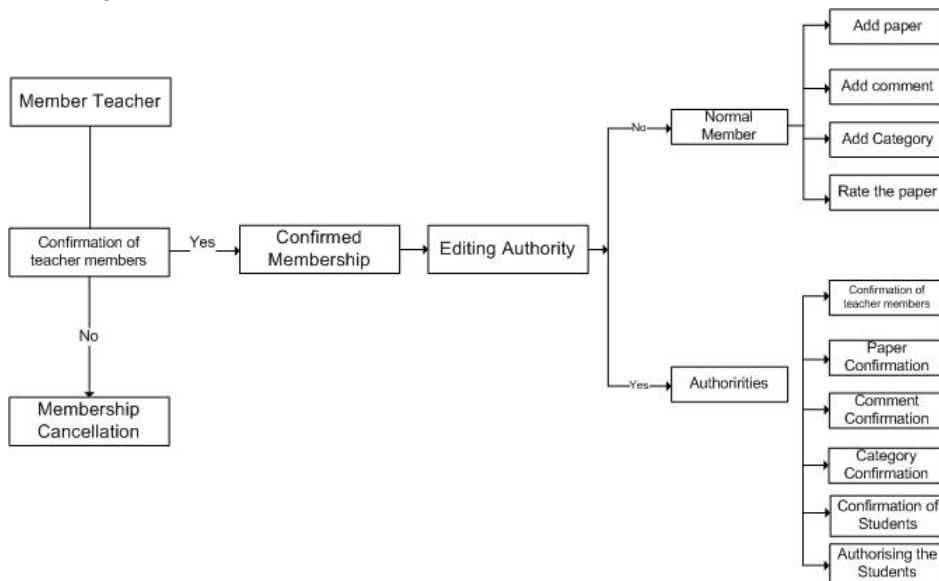 Member Teacher
Confirmation of
teacher members
Yes
No
Membership
Cancellation
Confirmed
Membership
Editing Authority
No
Normal
Member
Add paper
Add comment
Add Category
Rate the paper
Yes
Authoririties
Confirmation of
teacher members
Paper
Confirmation
Comment
Confirmation
Category
Confirmation
Confirmation of
Students
Authorising the
Students